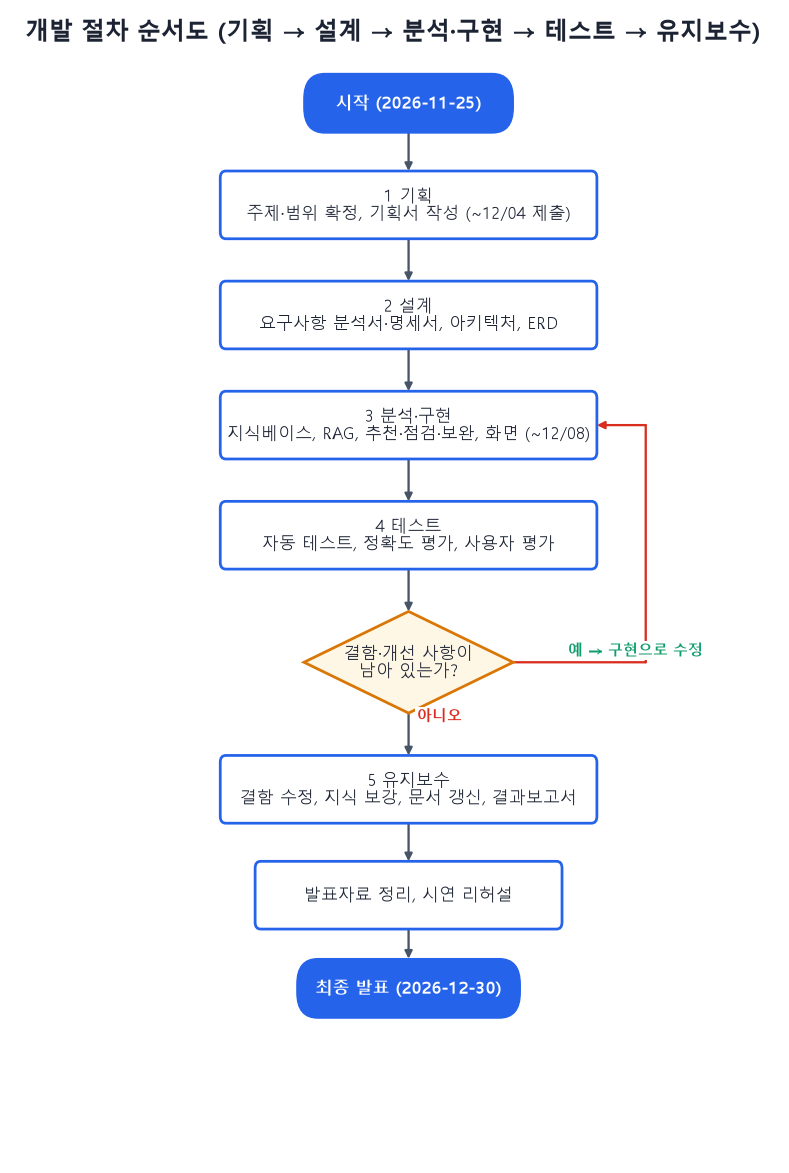 개발 절차 순서도 (기획 → 설계 → 분석·구현 → 테스트 → 유지보수)
시작 (2026-11-25)
1 기획
주제·범위 확정, 기획서 작성 (~12/04 제출)
2 설계
요구사항 분석서·명세서, 아키텍처, ERD
3 분석·구현
지식베이스, RAG, 추천·점검·보완, 화면 (~12/08)
4 테스트
자동 테스트, 정확도 평가, 사용자 평가
결함·개선 사항이
남아 있는가?
예 → 구현으로 수정
아니오
5 유지보수
결함 수정, 지식 보강, 문서 갱신, 결과보고서
발표자료 정리, 시연 리허설
최종 발표 (2026-12-30)